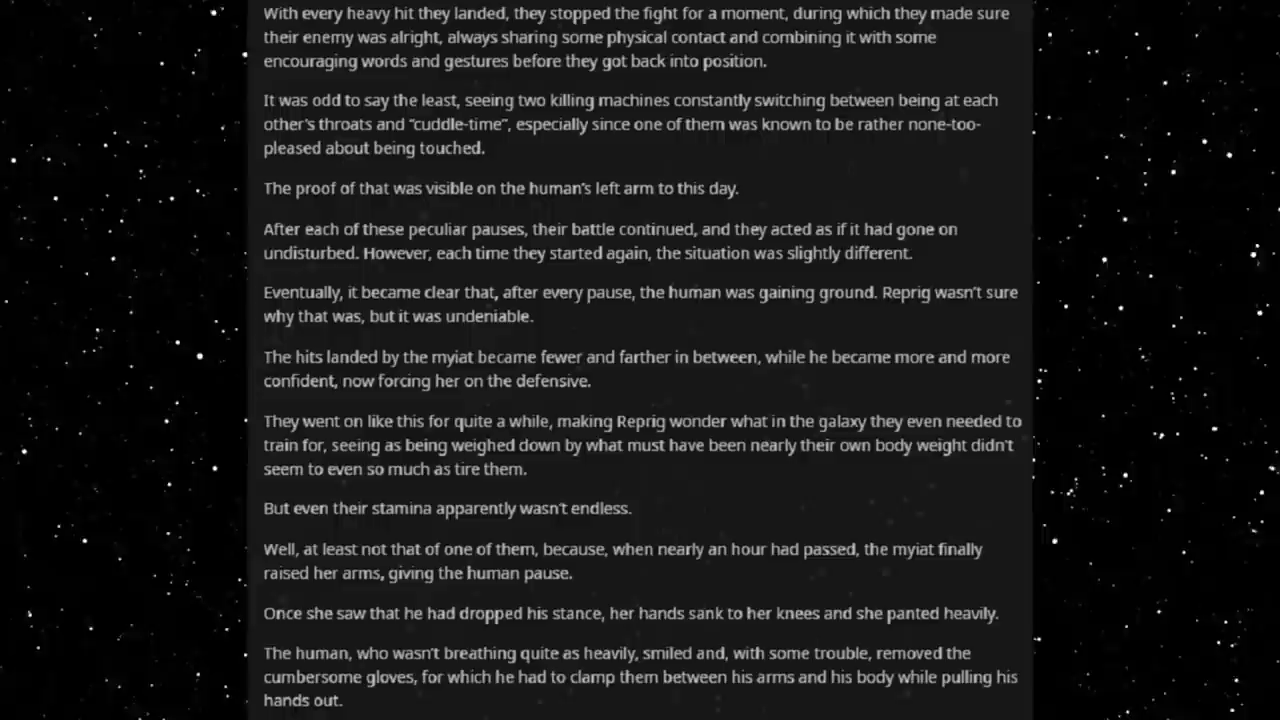 With every heavy hit they landed, they stopped the fight for a moment, during which they made sure
their enemy was alright, always sharing some physical contact and combining it with some
encouraging words and gestures before they got back into position.
It was odd to say the least, seeing two killing machines constantly switching between being at each
other's throats and “cuddle-time”, especially since one of them was known to be rather none-too-
pleased about being touched.
The proof of that was visible on the human's left arm to this day.
After each of these peculiar pauses, their battle continued, and they acted as if it had gone on
undisturbed. However, each time they started again, the situation was slightly different.
Eventually, it became clear that, after every pause, the human was gaining ground. Reprig wasn't sure
why that was, but it was undeniable.
The hits landed by the myiat became fewer and farther in between, while he became more and more
confident, now forcing her on the defensive.
They went on like this for quite a while, making Reprig wonder what in the galaxy they even needed to
train for, seeing as being weighed down by what must have been nearly their own body weight didn't
seem to even so much as tire them.
But even their stamina apparently wasn't endless.
Well, at least not that of one of them, because, when nearly an hour had passed, the myiat finally
raised her arms, giving the human pause.
Once she saw that he had dropped his stance, her hands sank to her knees and she panted heavily.
The human, who wasn't breathing quite as heavily, smiled and, with some trouble, removed the
cumbersome gloves, for which he had to clamp them between his arms and his body while pulling his
hands out.